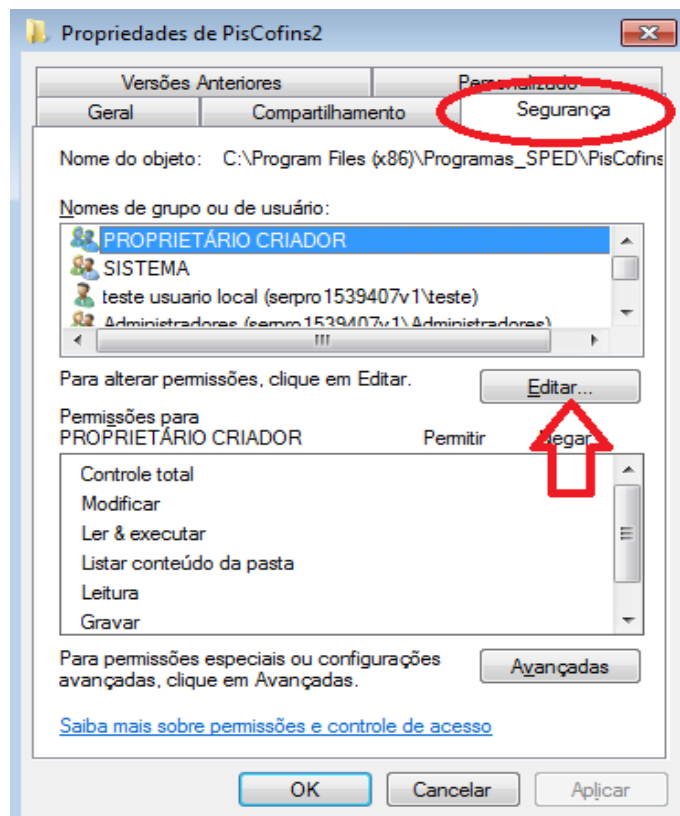 Propriedades de PisCofins2
Versões Anteriores
Personalizado
Geral
Compartilhamento
Segurança
Nome do objeto: C:\Program Files (x86)\Programas_SPED\PisCofins
Nomes de grupo ou de usuário:
PROPRIETÁRIO CRIADOR
SISTEMA
teste usuario local (serpro1539407v1\teste)
Administradores (serpro1539407v1\Administradores)
Para alterar permissões, clique em Editar.
Editar...
Permissões para
PROPRIETÁRIO CRIADOR Permitir Negar
Controle total
Modificar
Ler & executar
Listar conteúdo da pasta
Leitura
Gravar
Para permissões especiais ou configurações
avançadas, clique em Avançadas.
Avançadas
Saiba mais sobre permissões e controle de acesso
OK Cancelar Aplicar